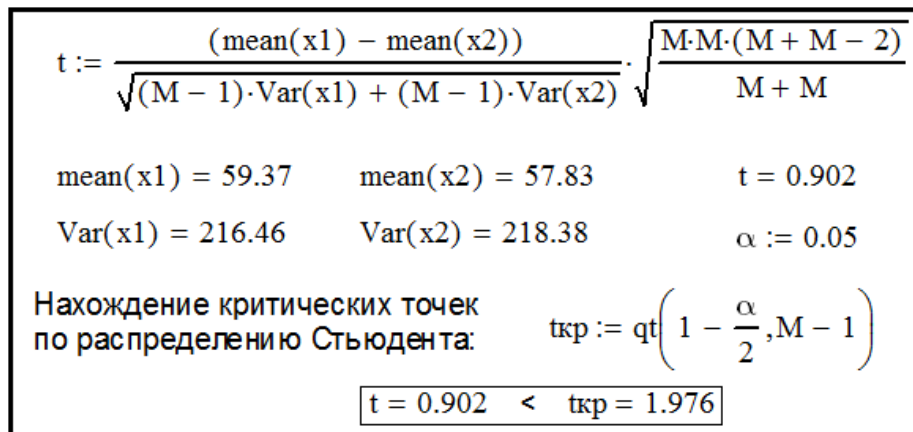 t := (mean(x1) − mean(x2)) / √((M − 1)·Var(x1) + (M − 1)·Var(x2)) · √(M·M·(M + M − 2) / (M + M))
mean(x1) = 59.37 mean(x2) = 57.83 t = 0.902
Var(x1) = 216.46 Var(x2) = 218.38 α := 0.05
Нахождение критических точек
по распределению Стьюдента: tкр := qt(1 − α/2, M − 1)
t = 0.902 < tкр = 1.976